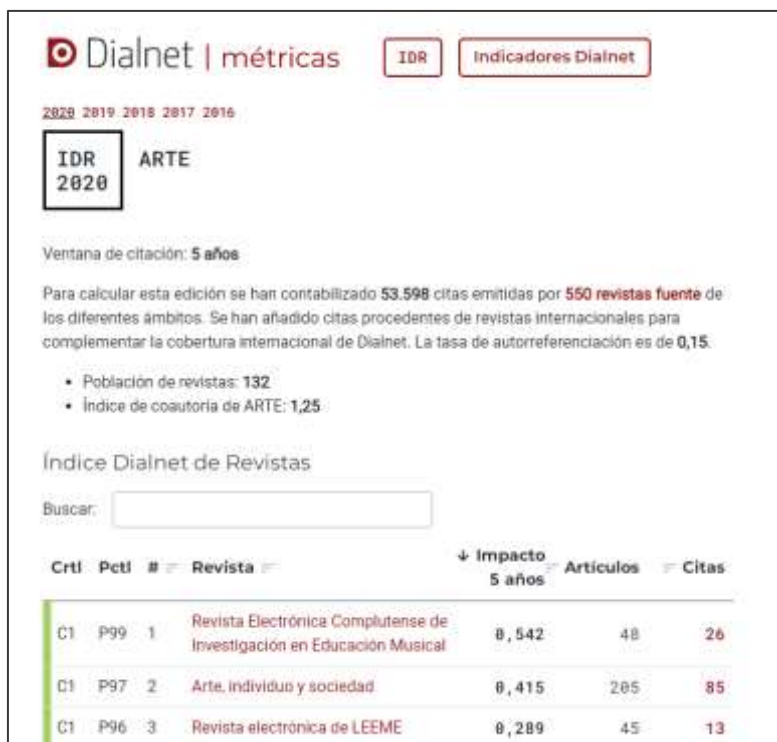 Dialnet | métricas IDR Indicadores Dialnet
2020 2019 2018 2017 2016
IDR 2020 ARTE
Ventana de citación: 5 años
Para calcular esta edición se han contabilizado 53.598 citas emitidas por 550 revistas fuente de
los diferentes ámbitos. Se han añadido citas procedentes de revistas internacionales para
complementar la cobertura internacional de Dialnet. La tasa de autorreferenciación es de 0,15.
• Población de revistas: 132
• Índice de coautoría de ARTE: 1,25
Índice Dialnet de Revistas
Buscar:
Crtl Pctl # Revista ↓ Impacto 5 años Artículos Citas
C1 P99 1 Revista Electrónica Complutense de
Investigación en Educación Musical 0,542 48 26
C1 P97 2 Arte, individuo y sociedad 0,415 205 85
C1 P96 3 Revista electrónica de LEEME 0,289 45 13